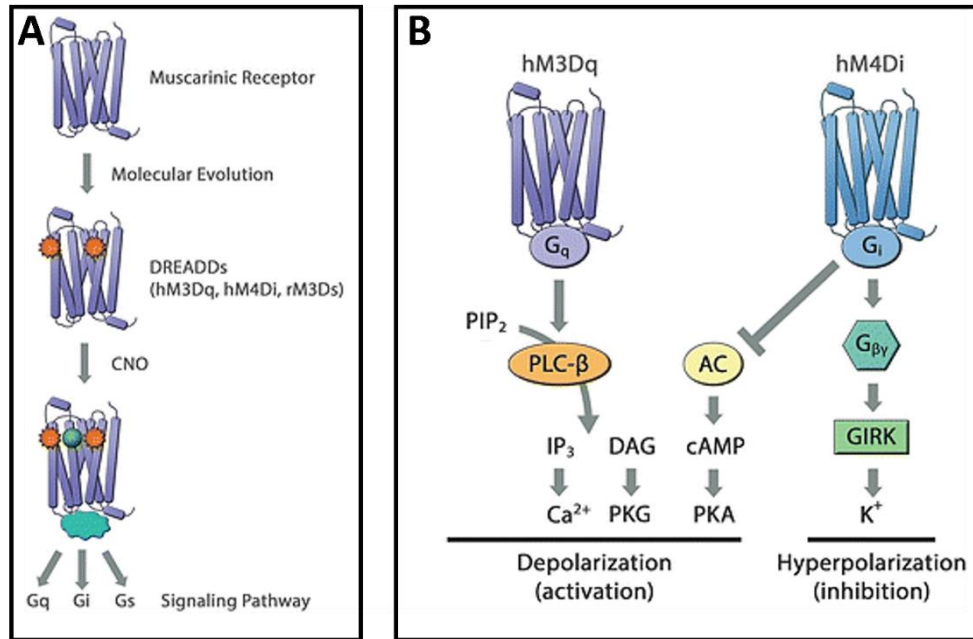 A
Muscarinic Receptor
Molecular Evolution
DREADDs
(hM3Dq, hM4Di, rM3Ds)
CNO
Gq Gi Gs Signaling Pathway
B
hM3Dq hM4Di
Gq Gi
PIP2
PLC-β AC Gβγ
IP3 DAG cAMP GIRK
Ca2+ PKG PKA K+
Depolarization Hyperpolarization
(activation) (inhibition)